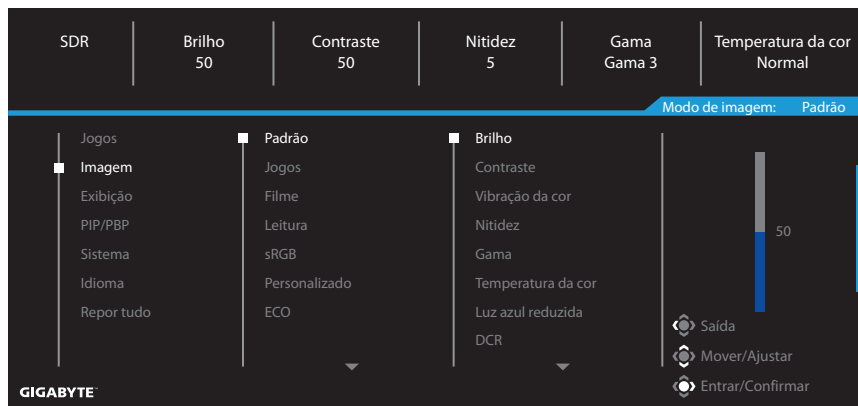 SDR
Brilho
50
Contraste
50
Nitidez
5
Gama
Gama 3
Temperatura da cor
Normal
Modo de imagem: Padrão
Jogos
Imagem
Exibição
PIP/PBP
Sistema
Idioma
Repor tudo
Padrão
Jogos
Filme
Leitura
sRGB
Personalizado
ECO
Brilho
Contraste
Vibração da cor
Nitidez
Gama
Temperatura da cor
Luz azul reduzida
DCR
50
Saída
Mover/Ajustar
Entrar/Confirmar
GIGABYTE™